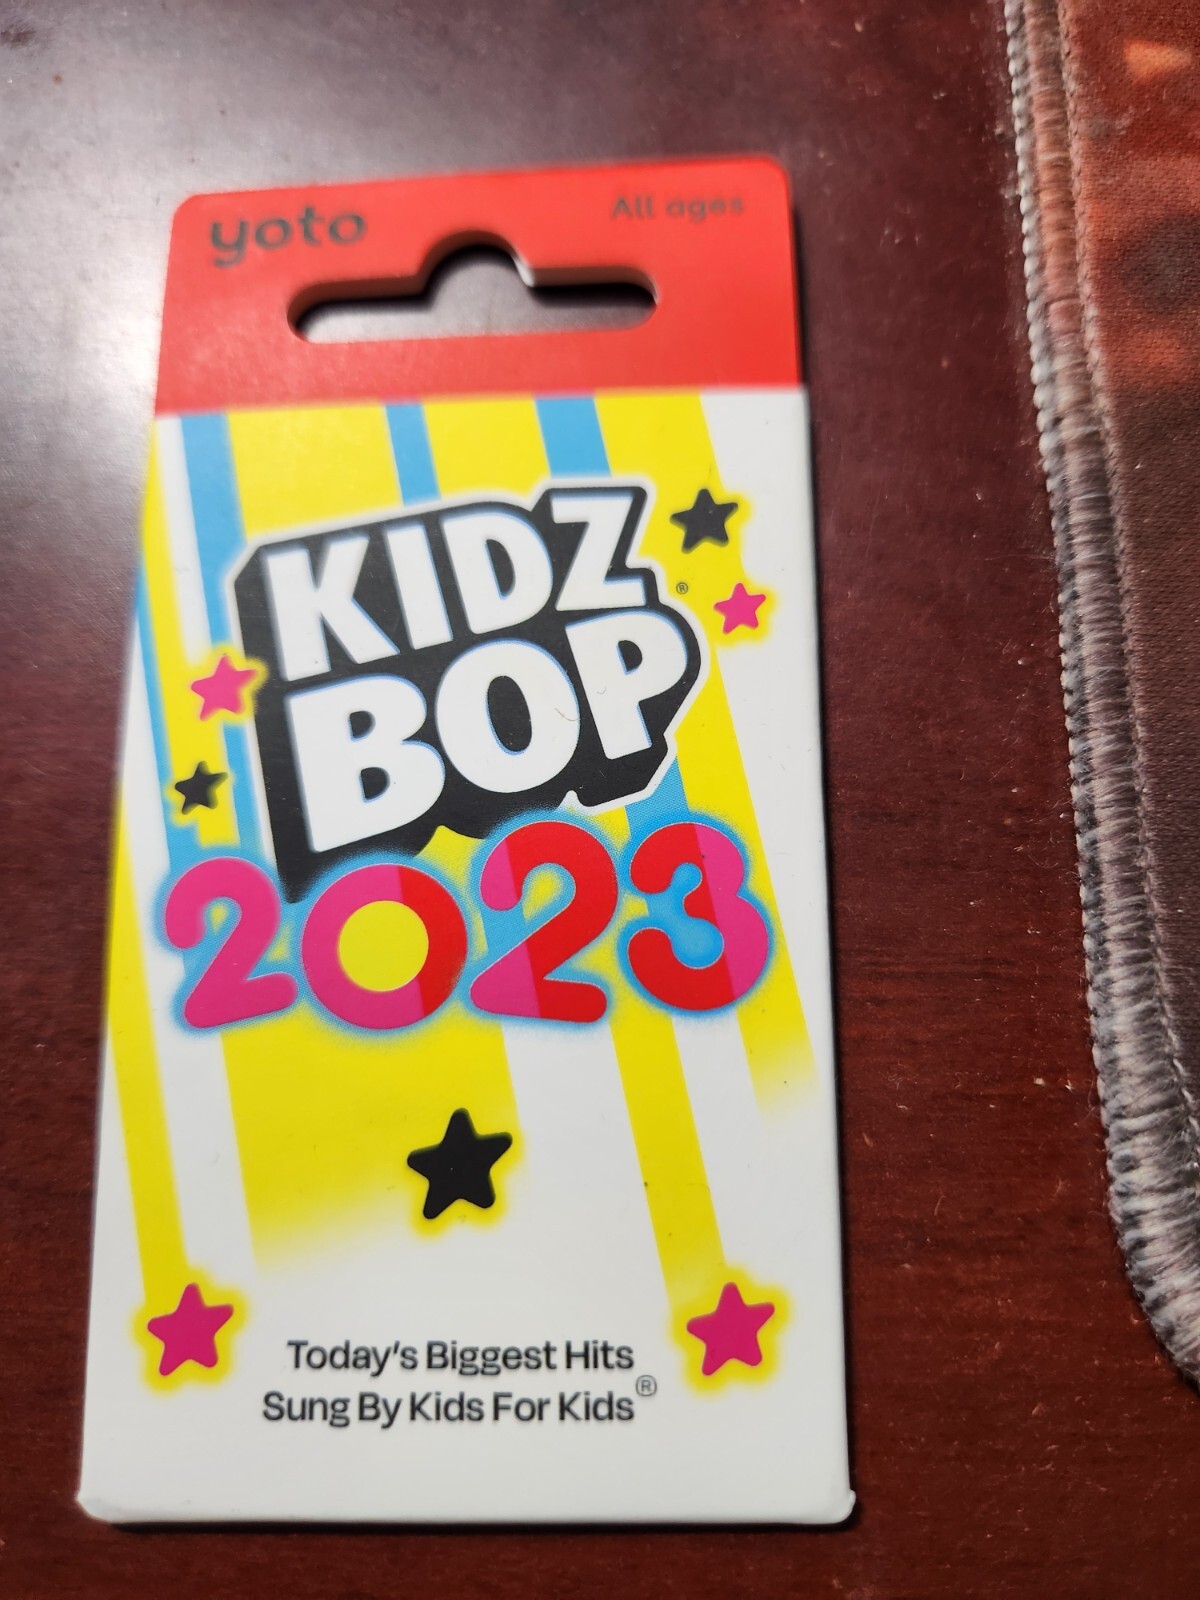 yoto
All ages
KIDZ
BOP®
2023
Today's Biggest Hits
Sung By Kids For Kids®